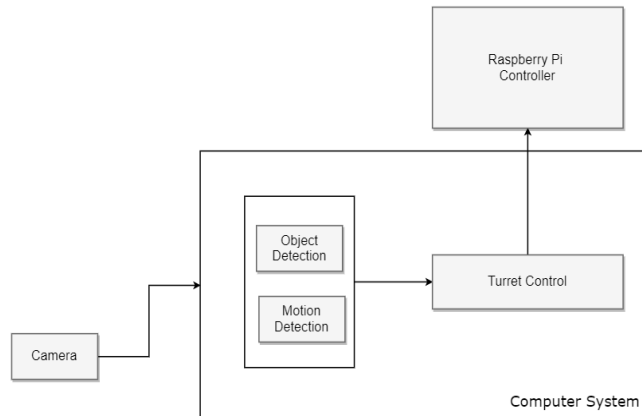 Raspberry Pi
Controller
Object
Detection
Turret Control
Motion
Detection
Camera
Computer System